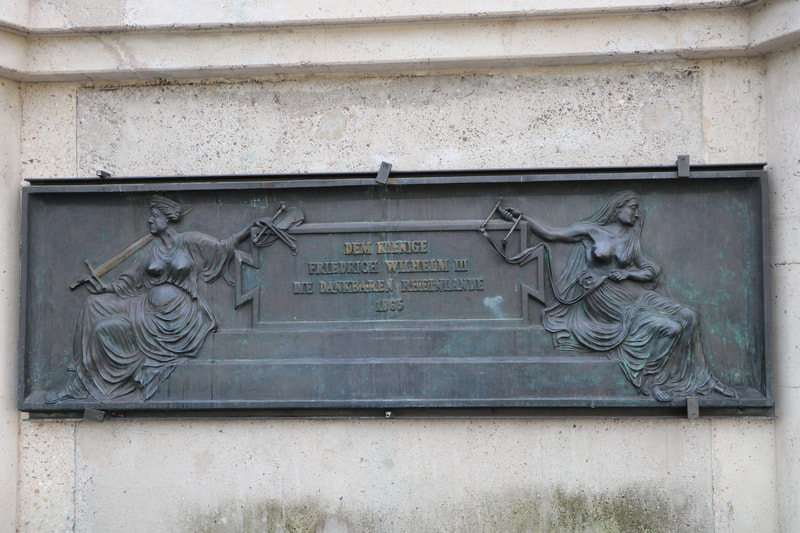 DEM KOENIGE
FRIEDRICH WILHELM III
DIE DANKBAREN RHEINLANDE
1865